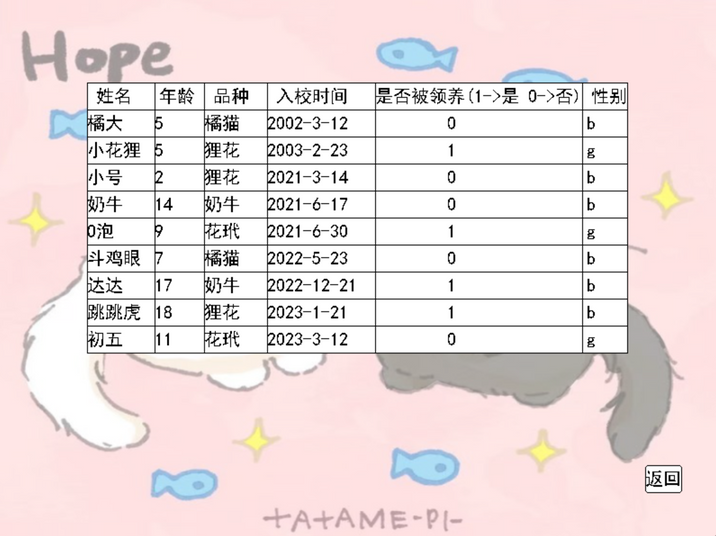 Hope
姓名 年龄 品种 入校时间 是否被领养(1->是 0->否) 性别
橘大 5 橘猫 2002-3-12 0 b
小花狸 5 狸花 2003-2-23 1 g
小号 2 狸花 2021-3-14 0 b
奶牛 14 奶牛 2021-6-17 0 b
0泡 9 花玳 2021-6-30 1 g
斗鸡眼 7 橘猫 2022-5-23 0 b
达达 17 奶牛 2022-12-21 1 b
跳跳虎 18 狸花 2023-1-21 1 b
初五 11 花玳 2023-3-12 0 g
返回
+A+AME-PI-